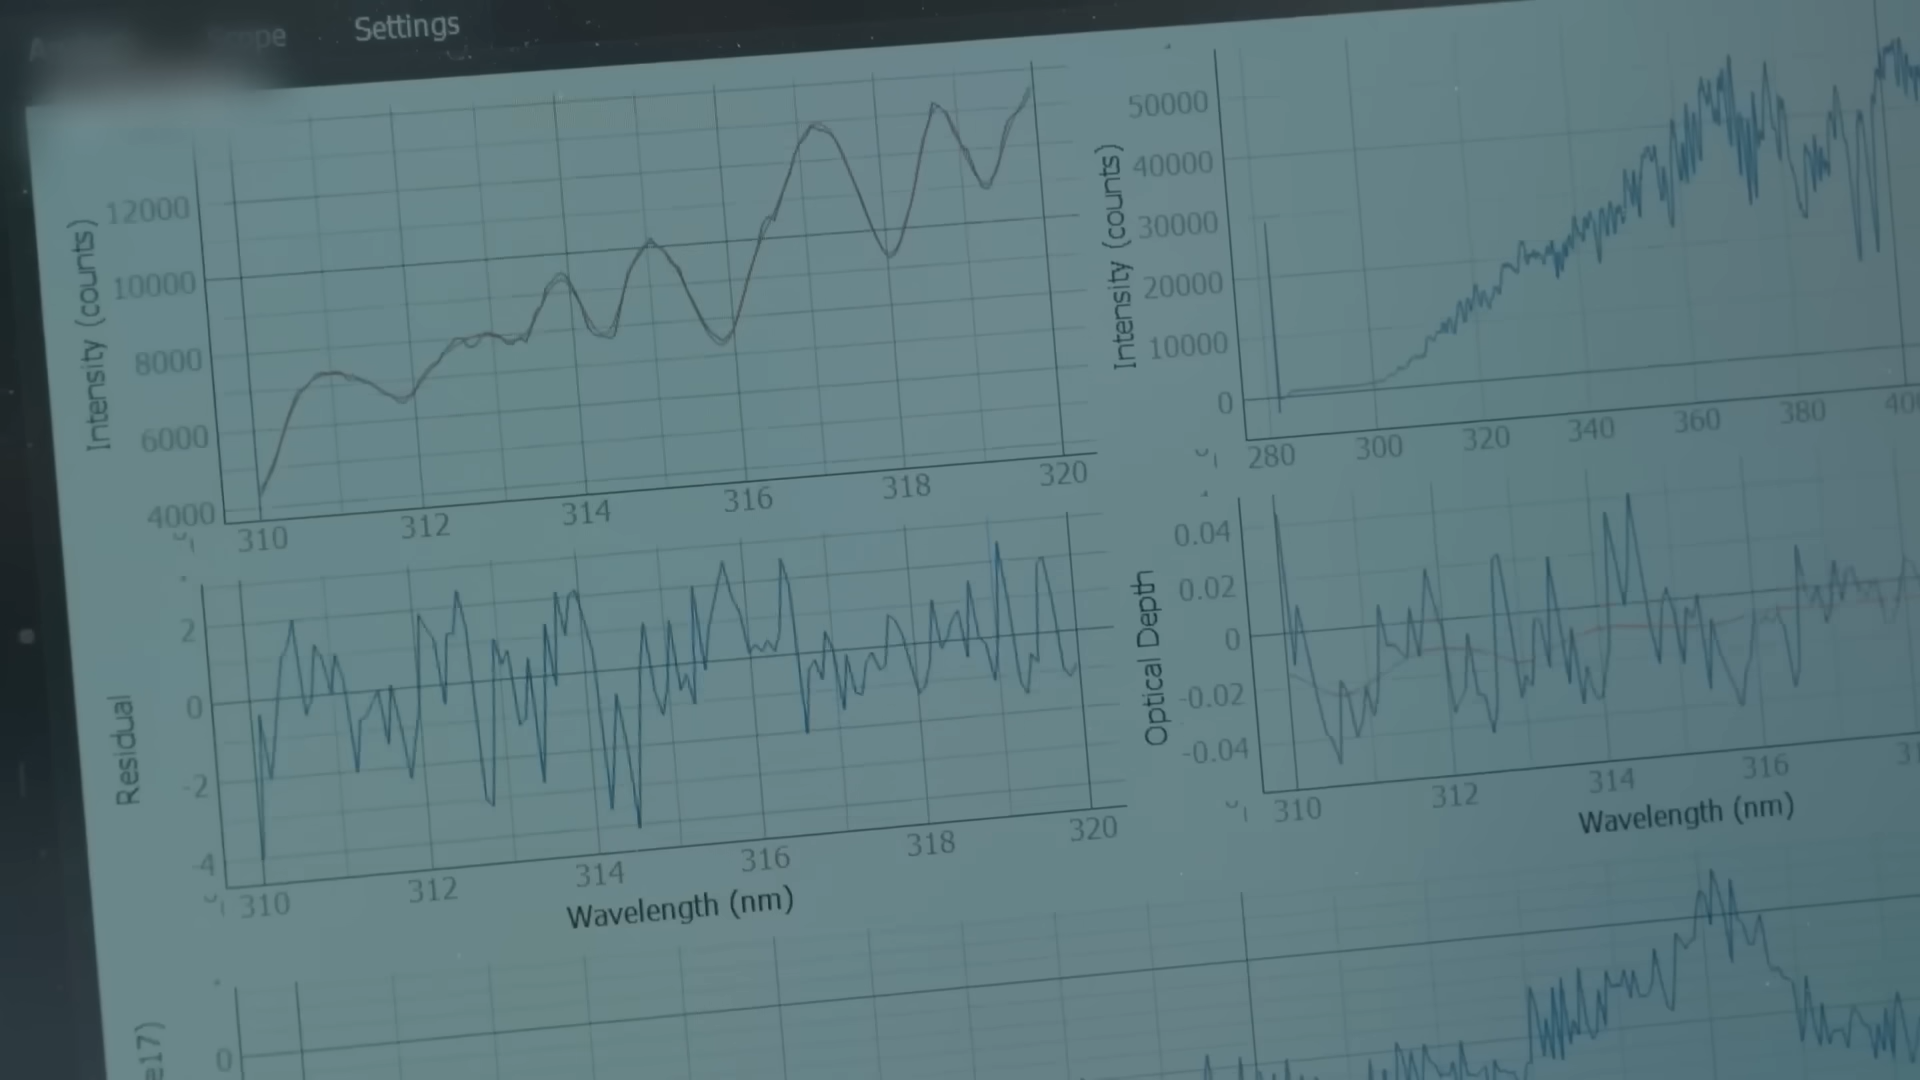 Settings
Intensity (counts)
12000
10000
8000
6000
4000
310 312 314 316 318 320
Intensity (counts)
50000
40000
30000
20000
10000
0
280 300 320 340 360 380
Residual
2
0
-2
-4
310 312 314 316 318 320
Wavelength (nm)
Optical Depth
0.04
0.02
0
-0.02
-0.04
310 312 314 316
Wavelength (nm)
e17)
0